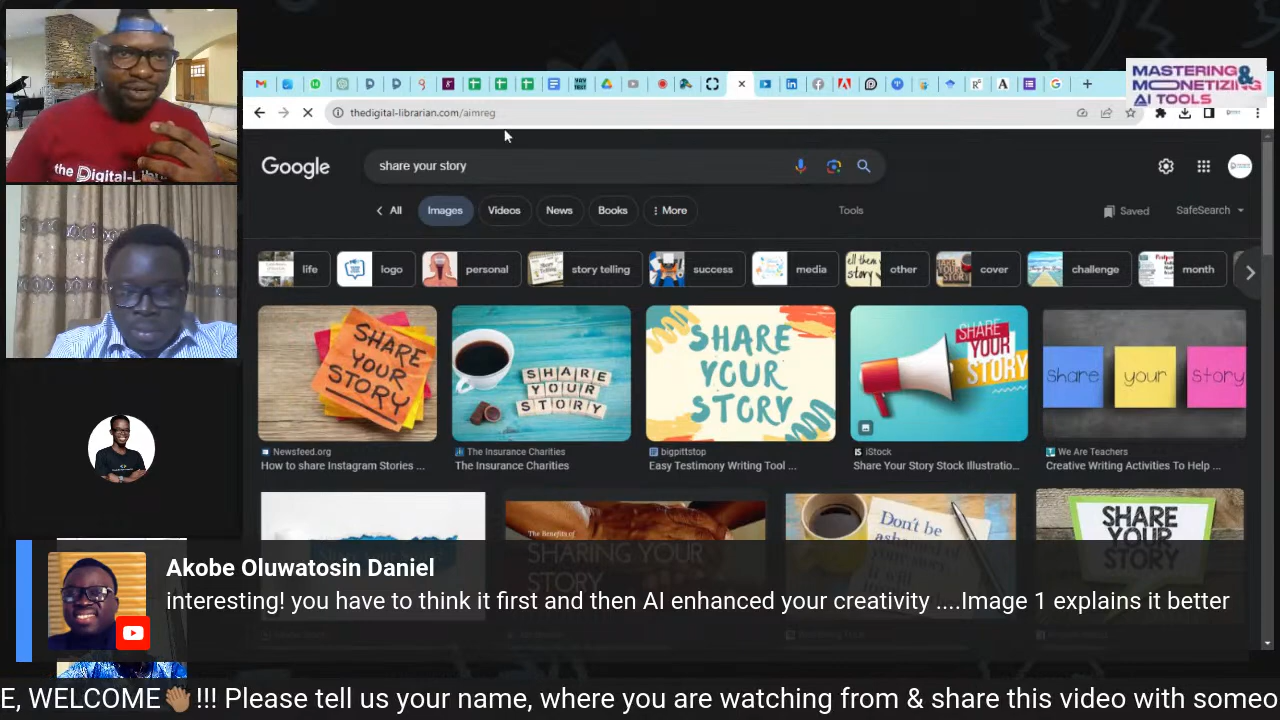 MASTERING &
MONETIZING
AI TOOLS
the Digital-Li
thedigital-librarian.com/aimreg
Google
share your story
All
Images
Videos
News
Books
More
Tools
Saved
SafeSearch
life
logo
personal
story telling
success
media
other
cover
challenge
month
SHARE
YOUR
STORY
SHARE
YOUR
STORY
SHARE
YOUR
STORY
SHARE
YOUR
STORY
share your story
Newsfeed.org
How to share Instagram Stories ...
The Insurance Charities
The Insurance Charities
bigpittstop
Easy Testimony Writing Tool ...
iStock
Share Your Story Stock Illustratio...
We Are Teachers
Creative Writing Activities To Help ...
The Benefits of
SHARING YOUR
STORY
Don't be
ashamed
SHARE
YOUR
Akobe Oluwatosin Daniel
interesting! you have to think it first and then AI enhanced your creativity ....Image 1 explains it better
E, WELCOME👋🏾!!! Please tell us your name, where you are watching from & share this video with someo